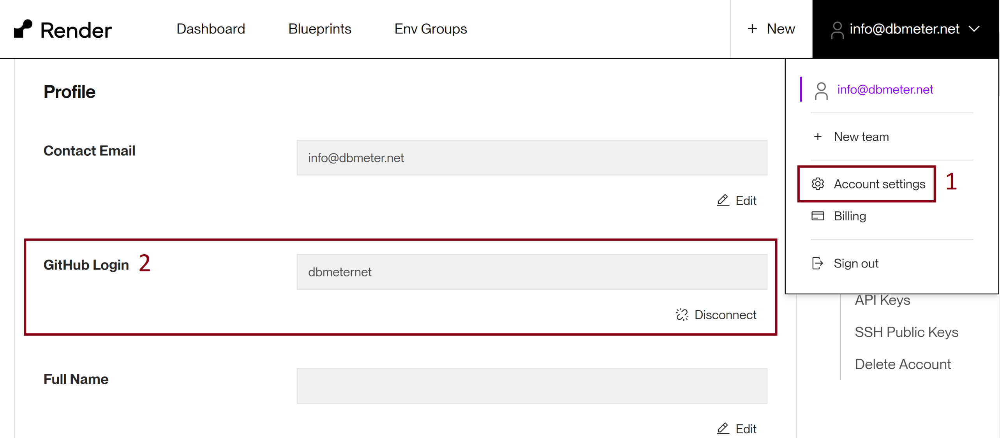 Render
Dashboard
Blueprints
Env Groups
+ New
info@dbmeter.net
Profile
Contact Email
info@dbmeter.net
Edit
GitHub Login 2
dbmeternet
Disconnect
Full Name
Edit
info@dbmeter.net
+ New team
Account settings 1
Billing
Sign out
API Keys
SSH Public Keys
Delete Account